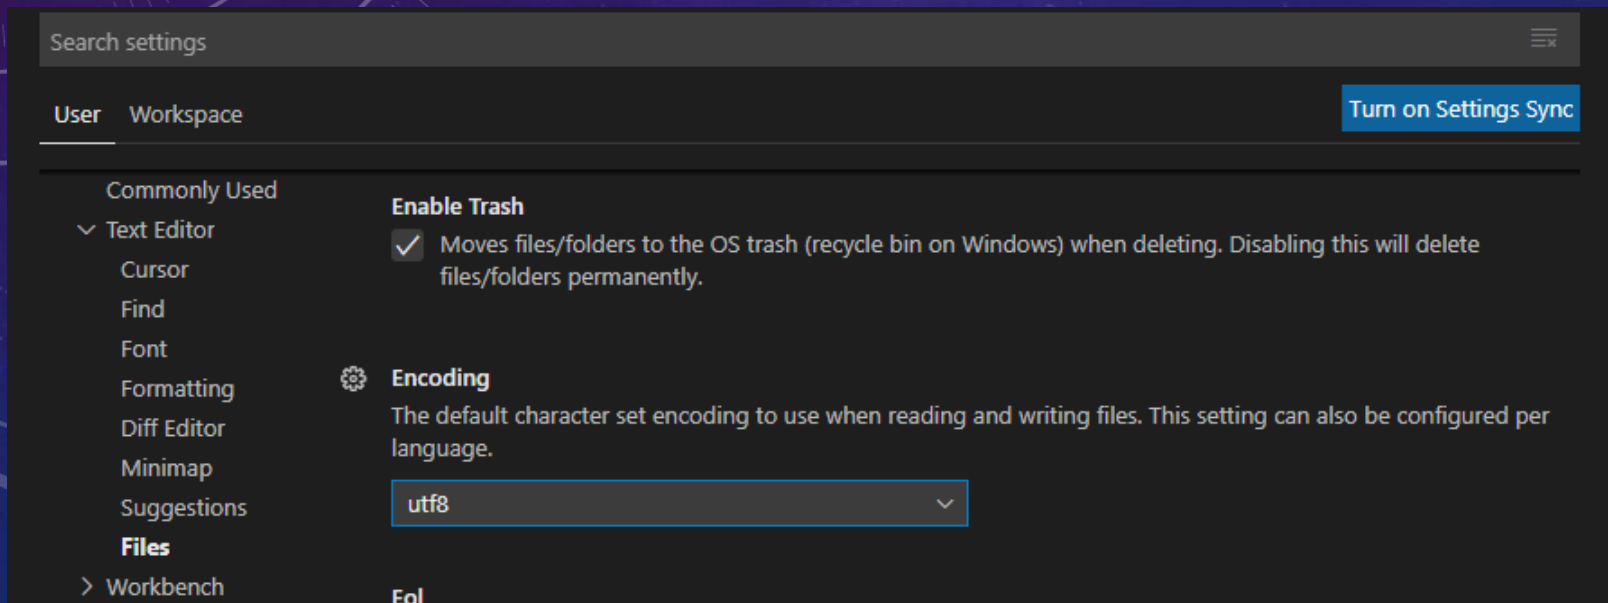 Search settings
User
Workspace
Turn on Settings Sync
Commonly Used
Text Editor
Cursor
Find
Font
Formatting
Diff Editor
Minimap
Suggestions
Files
Workbench
Enable Trash
Moves files/folders to the OS trash (recycle bin on Windows) when deleting. Disabling this will delete
files/folders permanently.
Encoding
The default character set encoding to use when reading and writing files. This setting can also be configured per
language.
utf8
Eol